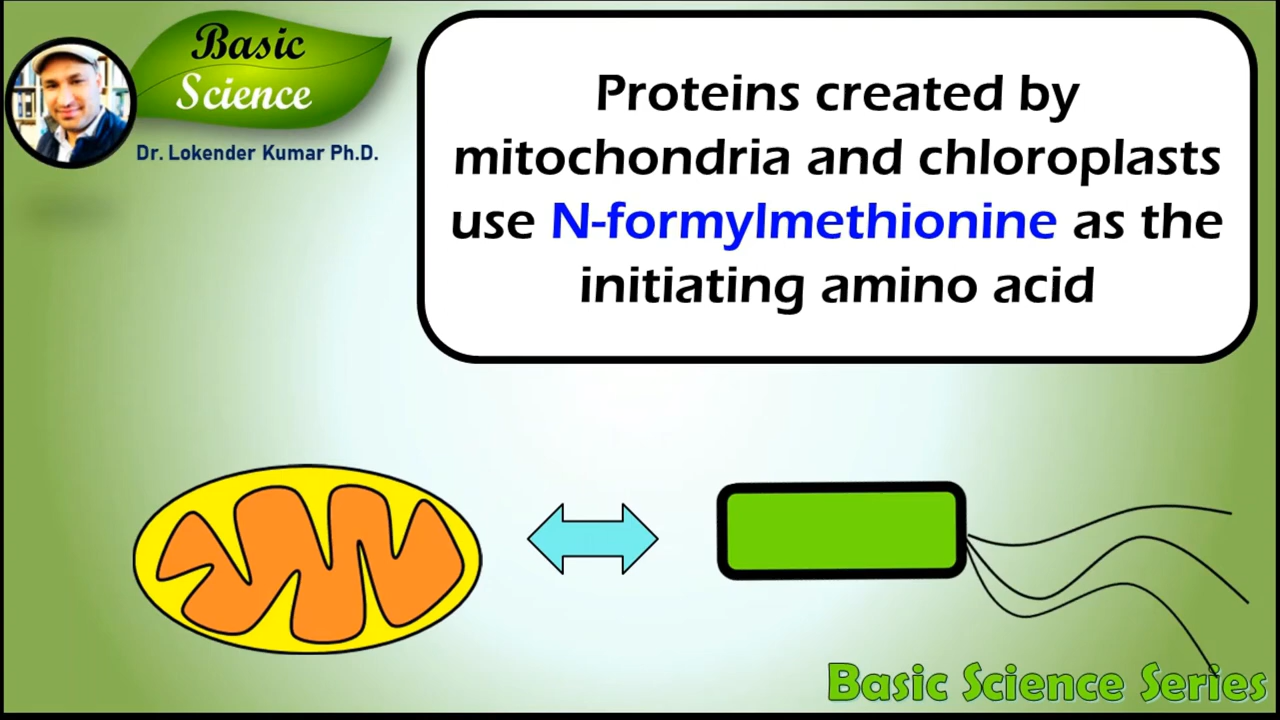 Basic
Science
Dr. Lokender Kumar Ph.D.
Proteins created by
mitochondria and chloroplasts
use N-formylmethionine as the
initiating amino acid
Basic Science Series